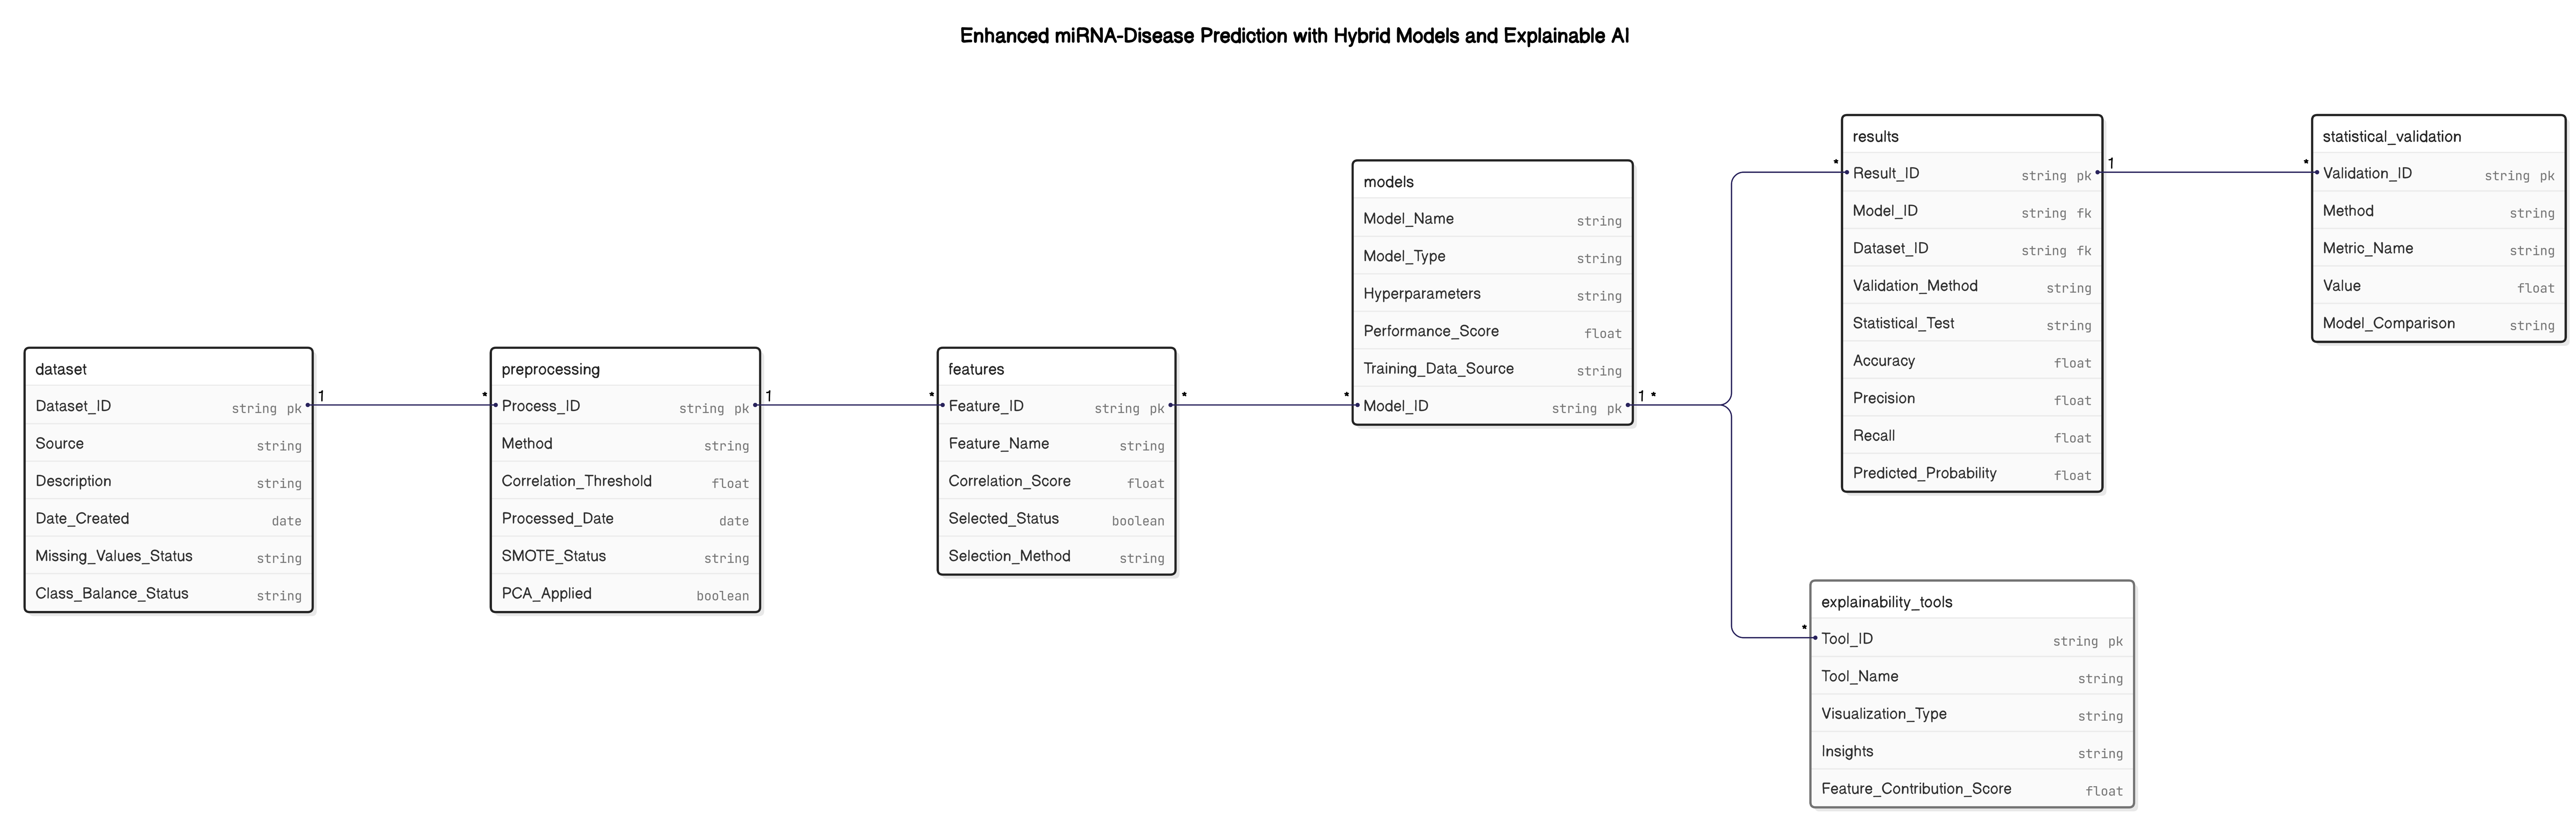 Enhanced miRNA-Disease Prediction with Hybrid Models and Explainable AI
dataset
Dataset_ID string pk
Source string
Description string
Date_Created date
Missing_Values_Status string
Class_Balance_Status string
1 *
preprocessing
Process_ID string pk
Method string
Correlation_Threshold float
Processed_Date date
SMOTE_Status string
PCA_Applied boolean
1 *
features
Feature_ID string pk
Feature_Name string
Correlation_Score float
Selected_Status boolean
Selection_Method string
* *
models
Model_Name string
Model_Type string
Hyperparameters string
Performance_Score float
Training_Data_Source string
Model_ID string pk
1 *
*
results
Result_ID string pk
Model_ID string fk
Dataset_ID string fk
Validation_Method string
Statistical_Test string
Accuracy float
Precision float
Recall float
Predicted_Probability float
1 *
statistical_validation
Validation_ID string pk
Method string
Metric_Name string
Value float
Model_Comparison string
*
explainability_tools
Tool_ID string pk
Tool_Name string
Visualization_Type string
Insights string
Feature_Contribution_Score float